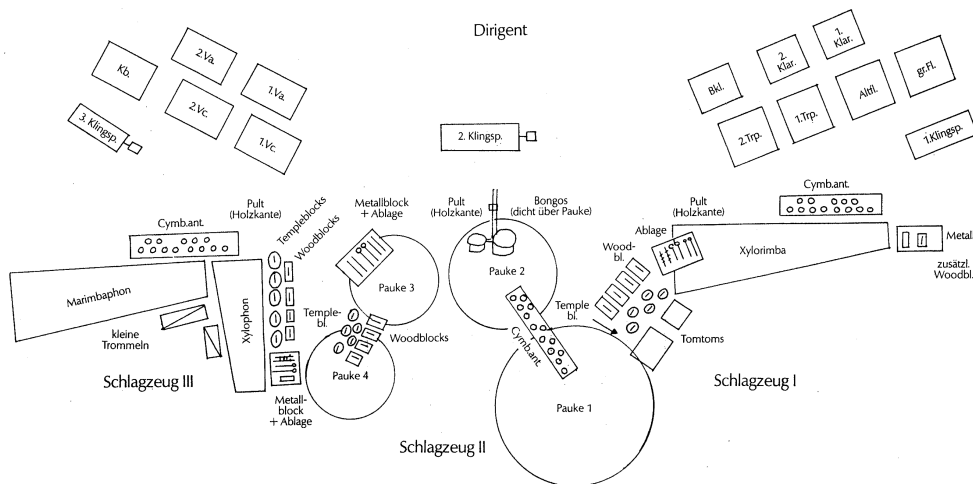 Dirigent
Kb.
2.Va.
1.Va.
2.Vc.
1.Vc.
3. Klingsp.
2. Klingsp.
Bkl.
2.
Klar.
1.
Klar.
gr.Fl.
Altfl.
1.Trp.
2.Trp.
1.Klingsp.
Cymb.ant.
Pult
(Holzkante)
Templeblocks
Woodblocks
Metallblock
+ Ablage
Pult
(Holzkante)
Bongos
(dicht über Pauke)
Pult
(Holzkante)
Cymb.ant.
Ablage
Wood-
bl.
Xylorimba
Metall
zusätzl.
Woodbl.
Marimbaphon
Xylophon
kleine
Trommeln
Pauke 3
Pauke 2
Temple-
bl.
Woodblocks
Pauke 4
Cymb.ant.
Temple
bl.
Tomtoms
Pauke 1
Schlagzeug III
Metall-
block
+ Ablage
Schlagzeug II
Schlagzeug I